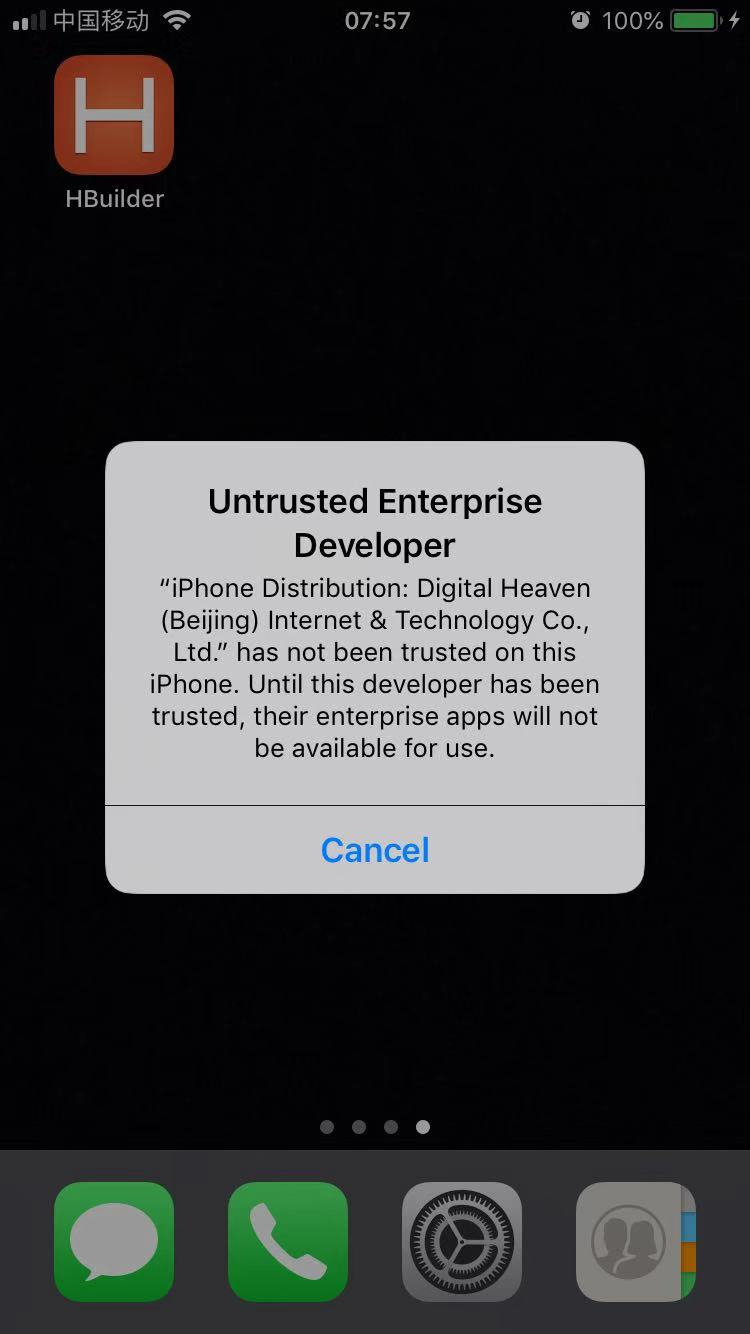 中国移动 07:57 100%
HBuilder
Untrusted Enterprise
Developer
“iPhone Distribution: Digital Heaven
(Beijing) Internet & Technology Co.,
Ltd.” has not been trusted on this
iPhone. Until this developer has been
trusted, their enterprise apps will not
be available for use.
Cancel